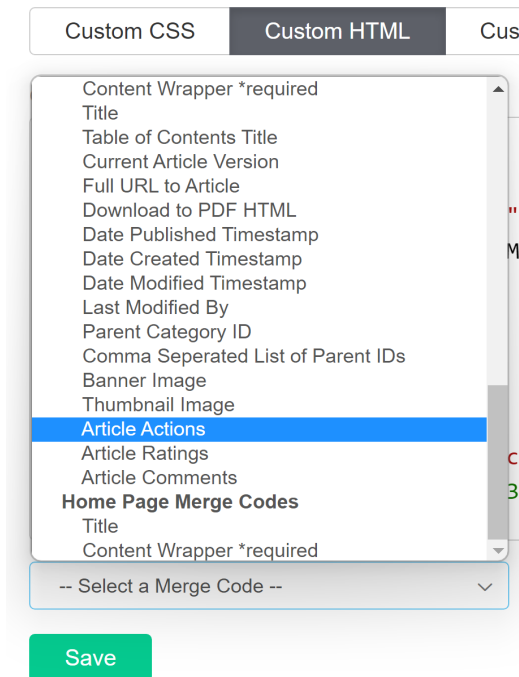 Custom CSS Custom HTML Cus
Content Wrapper *required
Title
Table of Contents Title
Current Article Version
Full URL to Article
Download to PDF HTML
Date Published Timestamp
Date Created Timestamp
Date Modified Timestamp
Last Modified By
Parent Category ID
Comma Seperated List of Parent IDs
Banner Image
Thumbnail Image
Article Actions
Article Ratings
Article Comments
Home Page Merge Codes
Title
Content Wrapper *required
-- Select a Merge Code --
Save